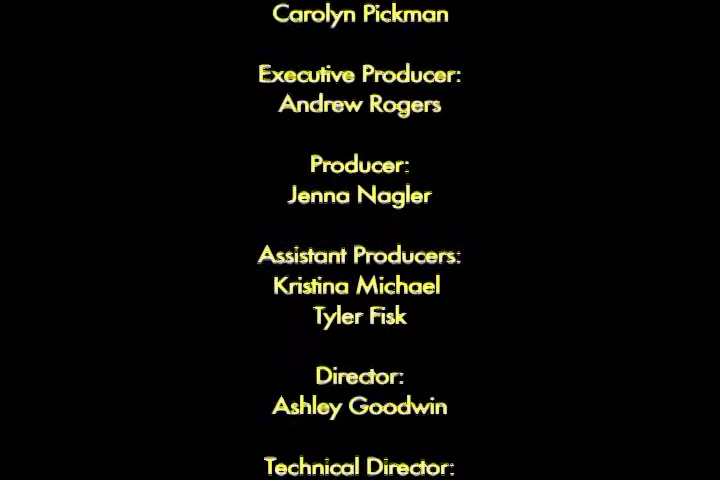 Carolyn Pickman
Executive Producer:
Andrew Rogers
Producer:
Jenna Nagler
Assistant Producers:
Kristina Michael
Tyler Fisk
Director:
Ashley Goodwin
Technical Director: